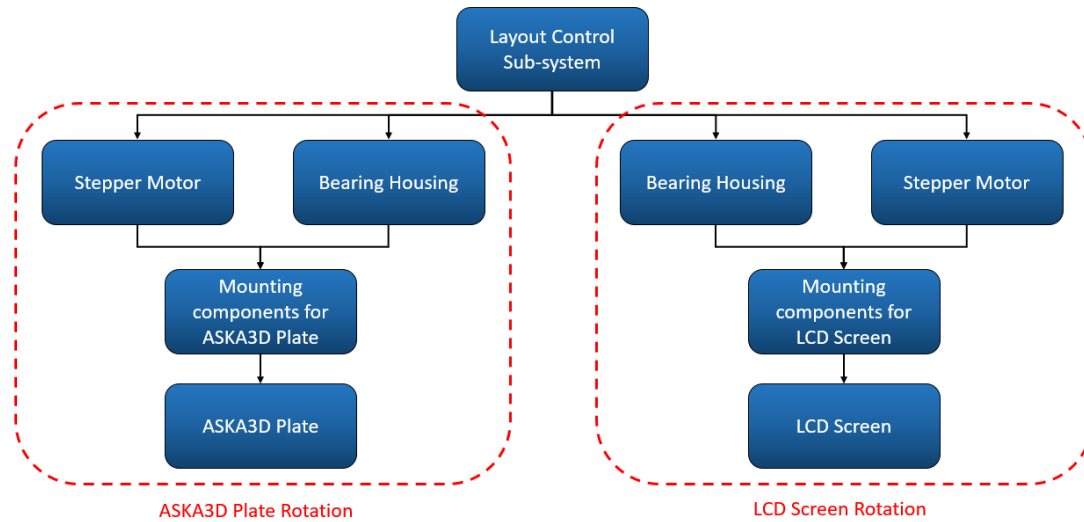 Layout Control
Sub-system
Stepper Motor
Bearing Housing
Bearing Housing
Stepper Motor
Mounting
components for
ASKA3D Plate
Mounting
components for
LCD Screen
ASKA3D Plate
LCD Screen
ASKA3D Plate Rotation
LCD Screen Rotation